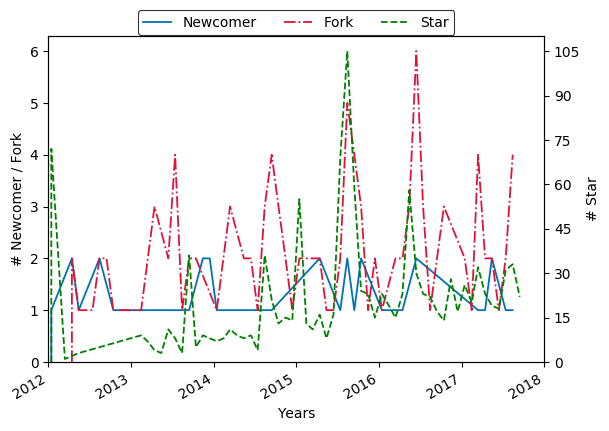 Newcomer Fork Star
6 5 4 3 2 1 0
# Newcomer / Fork
105 90 75 60 45 30 15 0
# Star
2012 2013 2014 2015 2016 2017 2018
Years